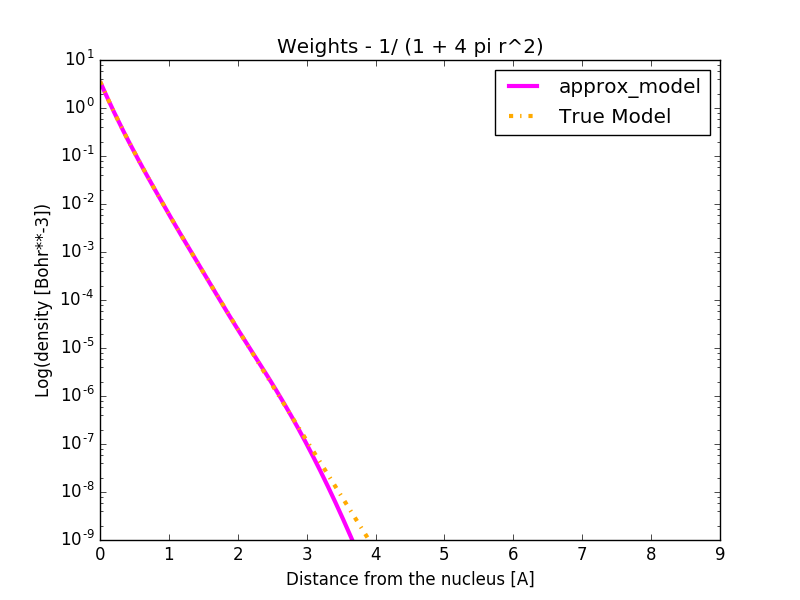 Weights - 1/ (1 + 4 pi r^2)
10^1
10^0
10^-1
10^-2
10^-3
10^-4
10^-5
10^-6
10^-7
10^-8
10^-9
Log(density [Bohr**-3])
approx_model
True Model
0 1 2 3 4 5 6 7 8 9
Distance from the nucleus [A]